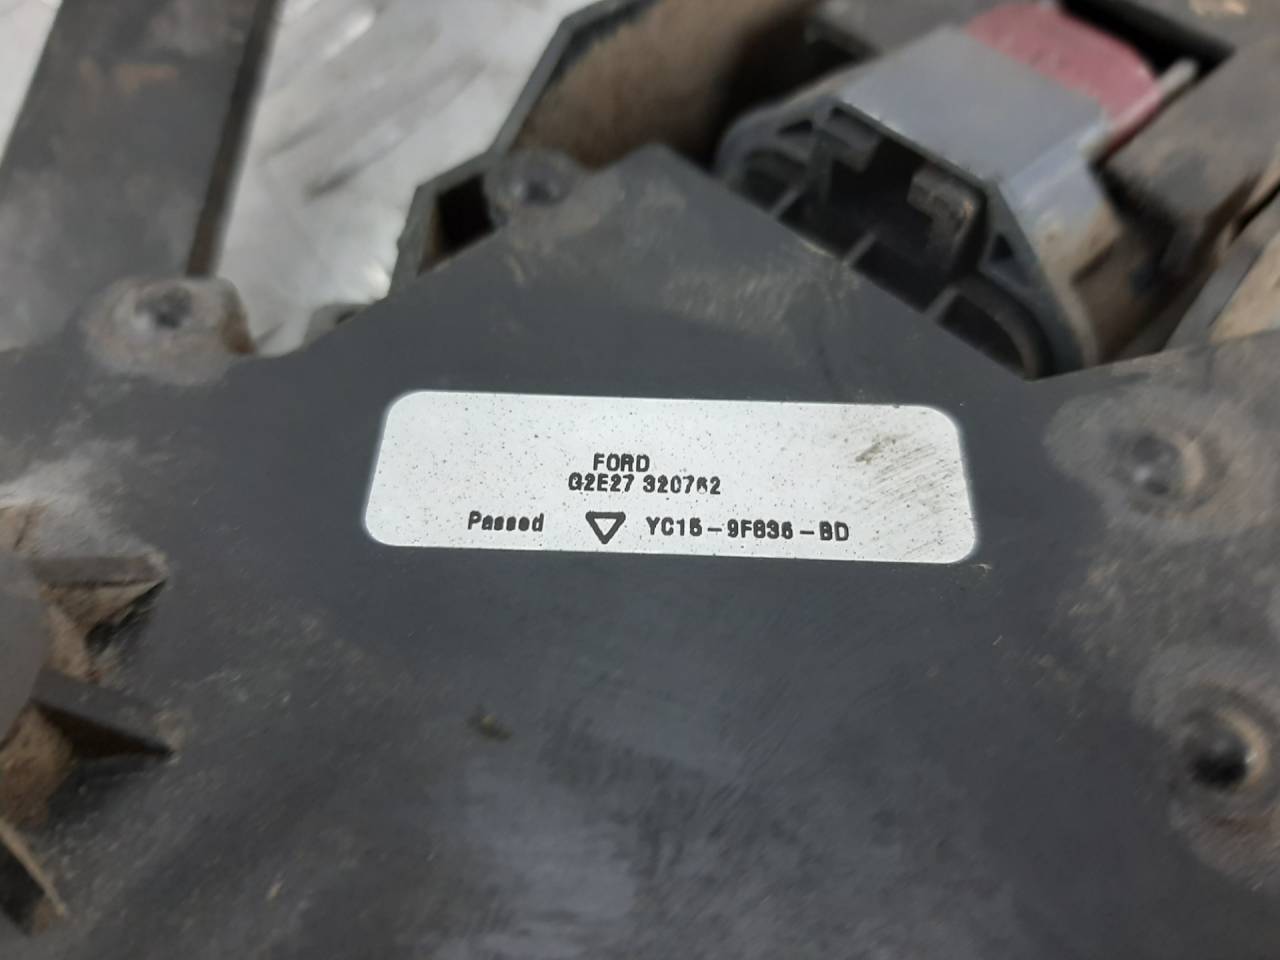 FORD
G2E27 320762
Passed YC15-9F836-BD